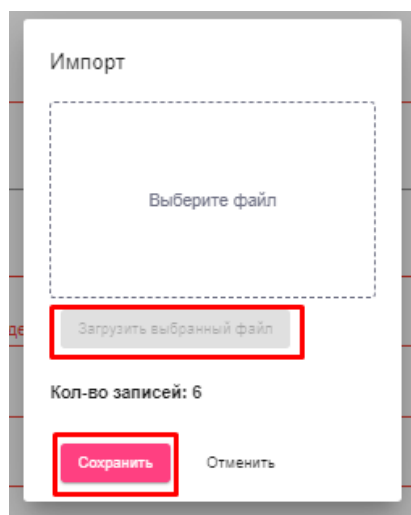 Импорт
Выберите файл
Загрузить выбранный файл
Кол-во записей: 6
Сохранить
Отменить